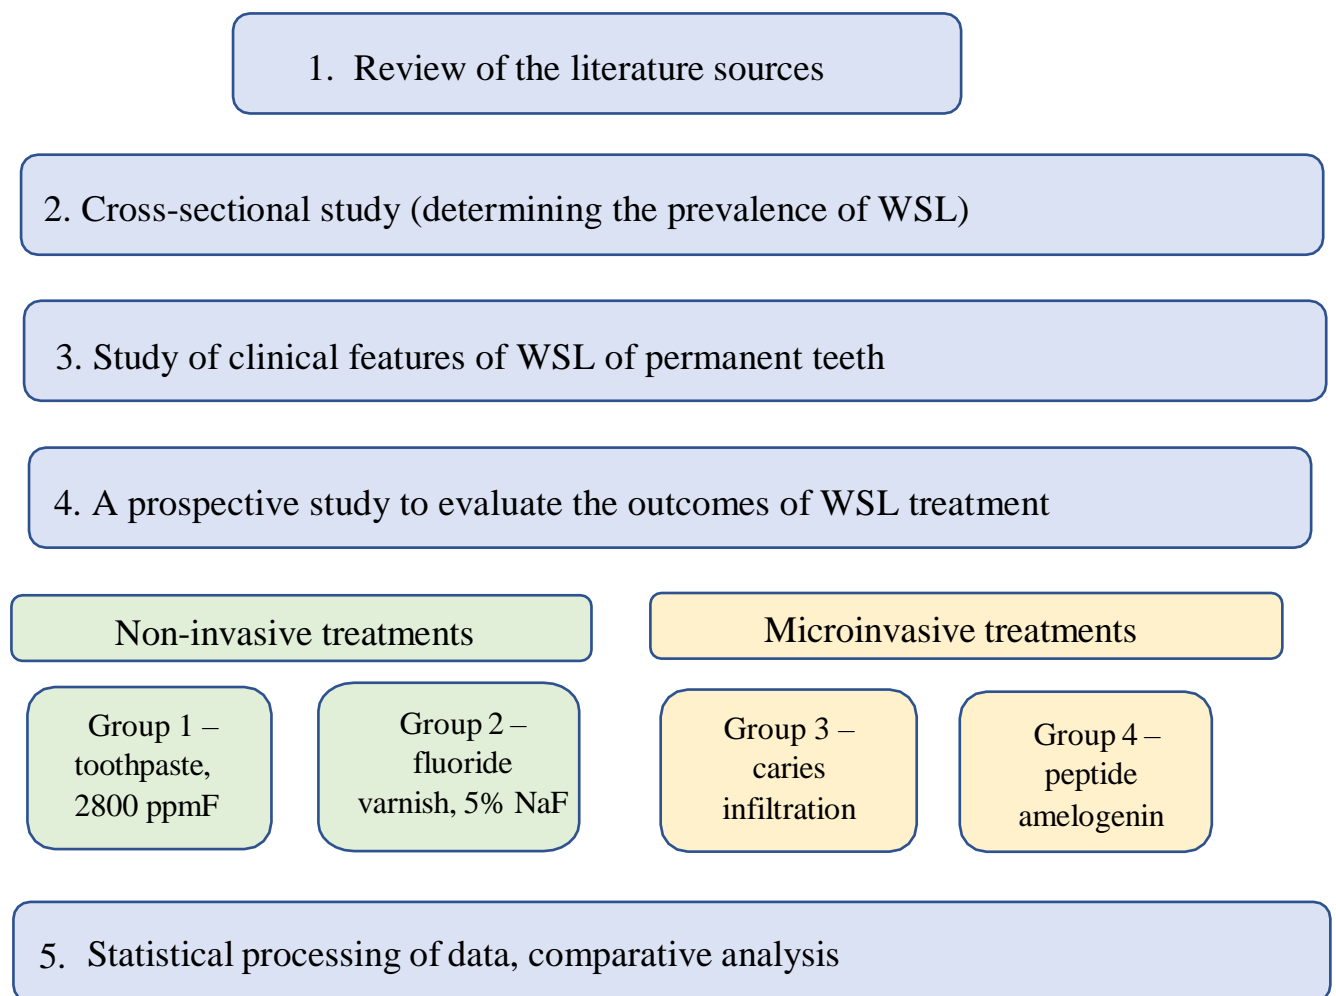 1. Review of the literature sources
2. Cross-sectional study (determining the prevalence of WSL)
3. Study of clinical features of WSL of permanent teeth
4. A prospective study to evaluate the outcomes of WSL treatment
Non-invasive treatments
Microinvasive treatments
Group 1 –
toothpaste,
2800 ppmF
Group 2 –
fluoride
varnish, 5% NaF
Group 3 –
caries
infiltration
Group 4 –
peptide
amelogenin
5. Statistical processing of data, comparative analysis